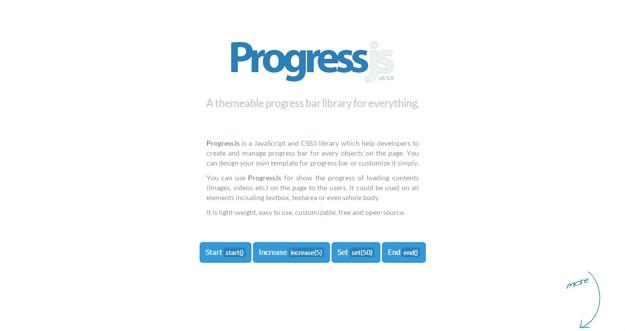 Progressjs
v0.1.0
A themeable progress bar library for everything.
ProgressJs is a JavaScript and CSS3 library which help developers to
create and manage progress bar for every objects on the page. You
can design your own template for progress bar or customize it simply.
You can use ProgressJs for show the progress of loading contents
(images, videos etc.) on the page to the users. It could be used on all
elements including textbox, textarea or even whole body.
It is light-weight, easy to use, customizable, free and open-source.
Start start() Increase increase(5) Set set(50) End end()
more